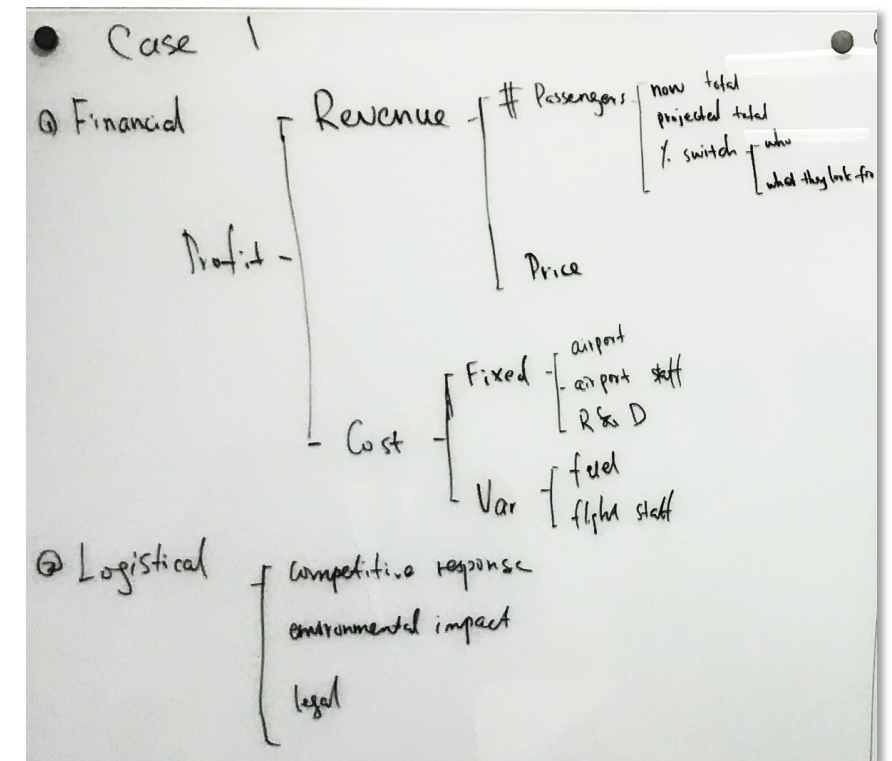 Case 1
① Financial
Profit
Revenue
# Passengers
now total
projected total
% switch
who
what they look for
Price
Cost
Fixed
airport
airport staff
R & D
Var
fuel
flight staff
② Logistical
competitive response
environmental impact
legal